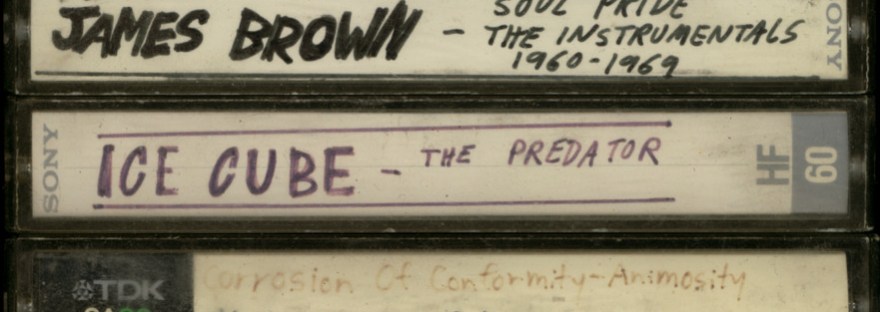 JAMES BROWN - SOUL PRIDE
THE INSTRUMENTALS
1960-1969
SONY
SONY
ICE CUBE - THE PREDATOR
HF
60
TDK
Corrosion Of Conformity-Animosity